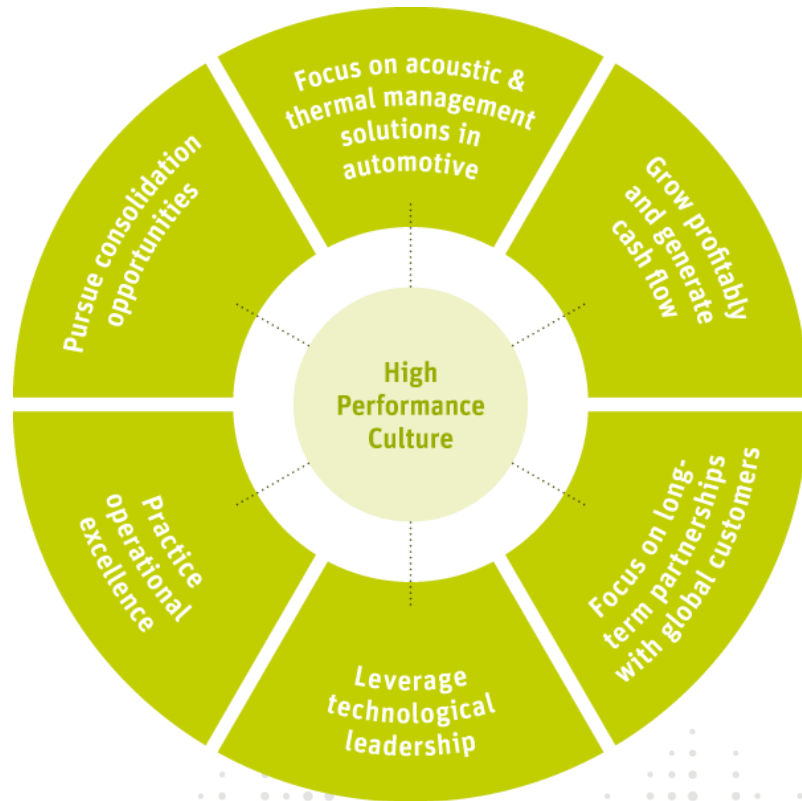 Focus on acoustic &
thermal management
solutions in
automotive
Grow profitably
and generate
cash flow
Focus on long-
term partnerships
with global customers
Leverage
technological
leadership
Practice
operational
excellence
Pursue consolidation
opportunities
High
Performance
Culture